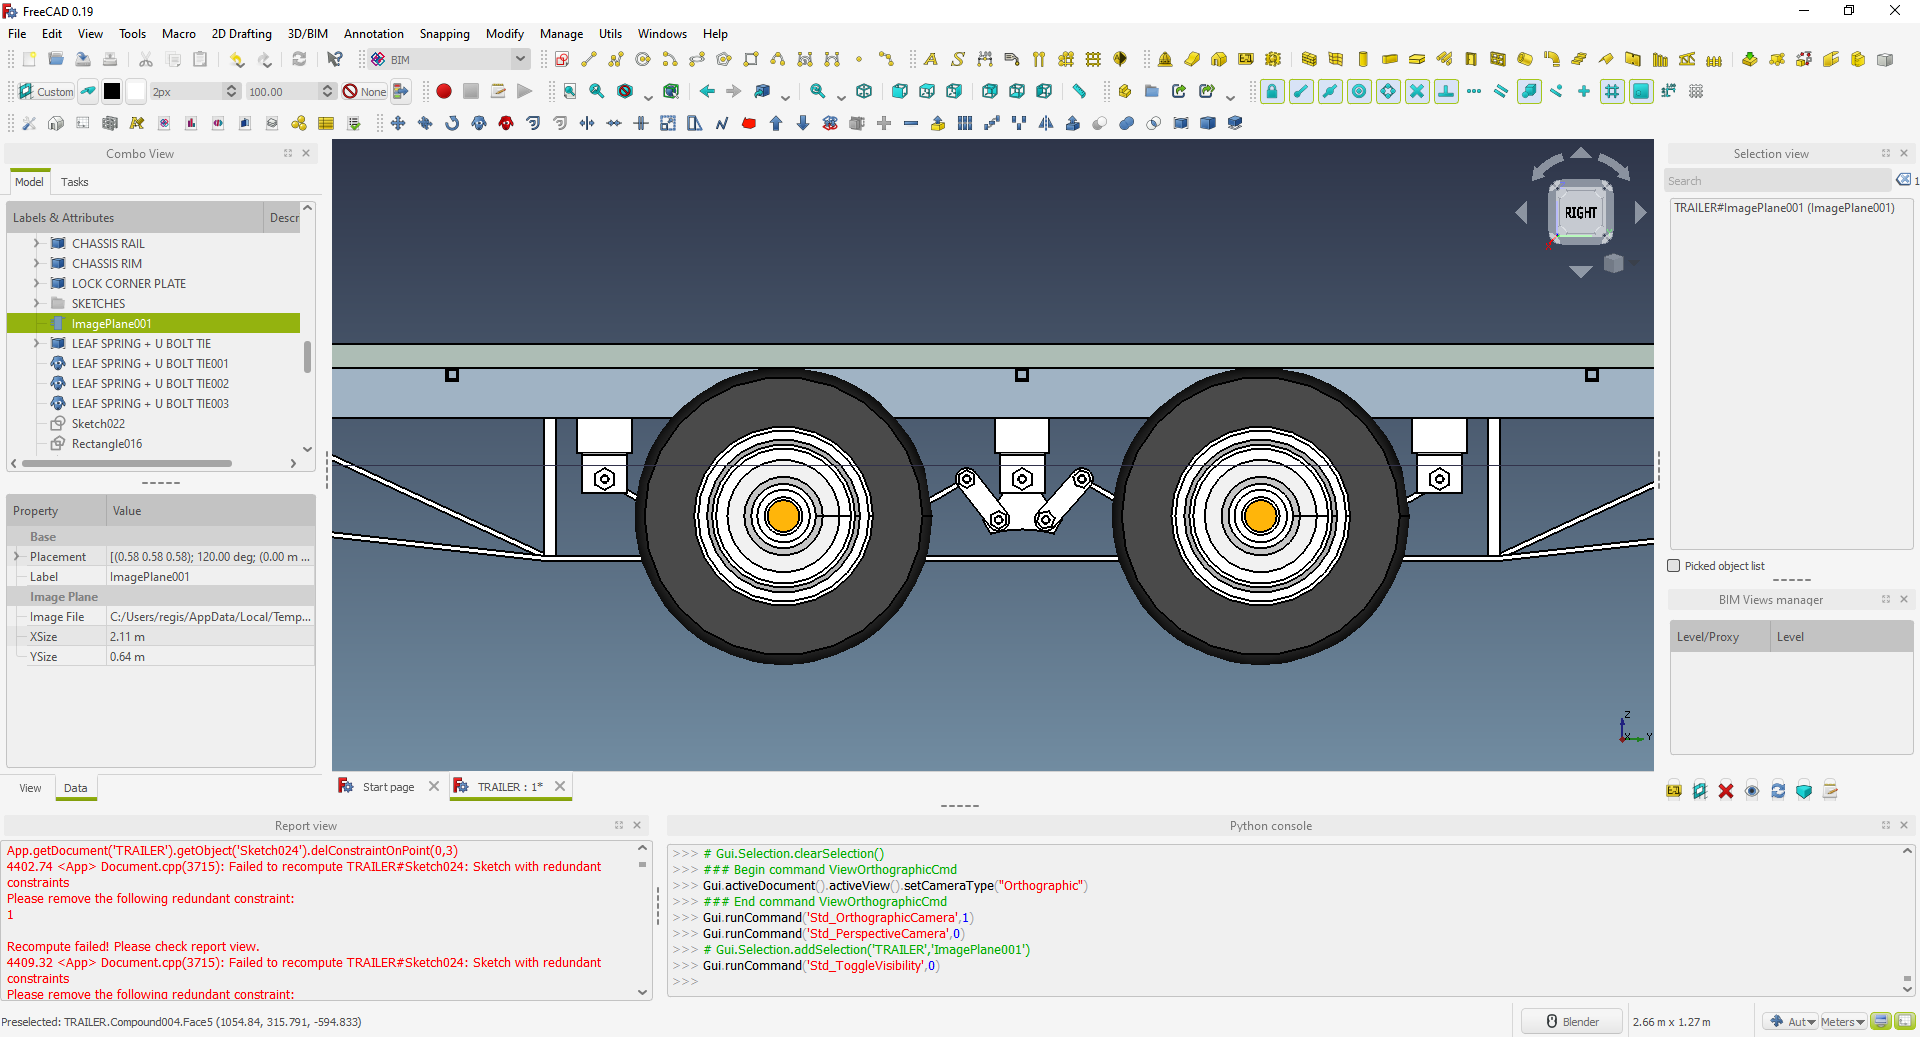 FreeCAD 0.19
File Edit View Tools Macro 2D Drafting 3D/BIM Annotation Snapping Modify Manage Utils Windows Help
BIM
Custom 2px 100.00 None
Combo View
Model Tasks
Labels & Attributes Descr
CHASSIS RAIL
CHASSIS RIM
LOCK CORNER PLATE
SKETCHES
ImagePlane001
LEAF SPRING + U BOLT TIE
LEAF SPRING + U BOLT TIE001
LEAF SPRING + U BOLT TIE002
LEAF SPRING + U BOLT TIE003
Sketch022
Rectangle016
Property Value
Base
Placement [(0.58 0.58 0.58); 120.00 deg; (0.00 m ...
Label ImagePlane001
Image Plane
Image File C:/Users/regis/AppData/Local/Temp...
XSize 2.11 m
YSize 0.64 m
View Data
RIGHT
Z
X Y
Start page TRAILER : 1*
Selection view
Search 1
TRAILER#ImagePlane001 (ImagePlane001)
Picked object list
BIM Views manager
Level/Proxy Level
Report view
App.getDocument('TRAILER').getObject('Sketch024').delConstraintOnPoint(0,3)
4402.74 <App> Document.cpp(3715): Failed to recompute TRAILER#Sketch024: Sketch with redundant
constraints
Please remove the following redundant constraint:
1
Recompute failed! Please check report view.
4409.32 <App> Document.cpp(3715): Failed to recompute TRAILER#Sketch024: Sketch with redundant
constraints
Please remove the following redundant constraint:
Python console
>>> # Gui.Selection.clearSelection()
>>> ### Begin command ViewOrthographicCmd
>>> Gui.activeDocument().activeView().setCameraType("Orthographic")
>>> ### End command ViewOrthographicCmd
>>> Gui.runCommand('Std_OrthographicCamera',1)
>>> Gui.runCommand('Std_PerspectiveCamera',0)
>>> # Gui.Selection.addSelection('TRAILER','ImagePlane001')
>>> Gui.runCommand('Std_ToggleVisibility',0)
>>>
Preselected: TRAILER.Compound004.Face5 (1054.84, 315.791, -594.833)
Blender 2.66 m x 1.27 m Aut Meters